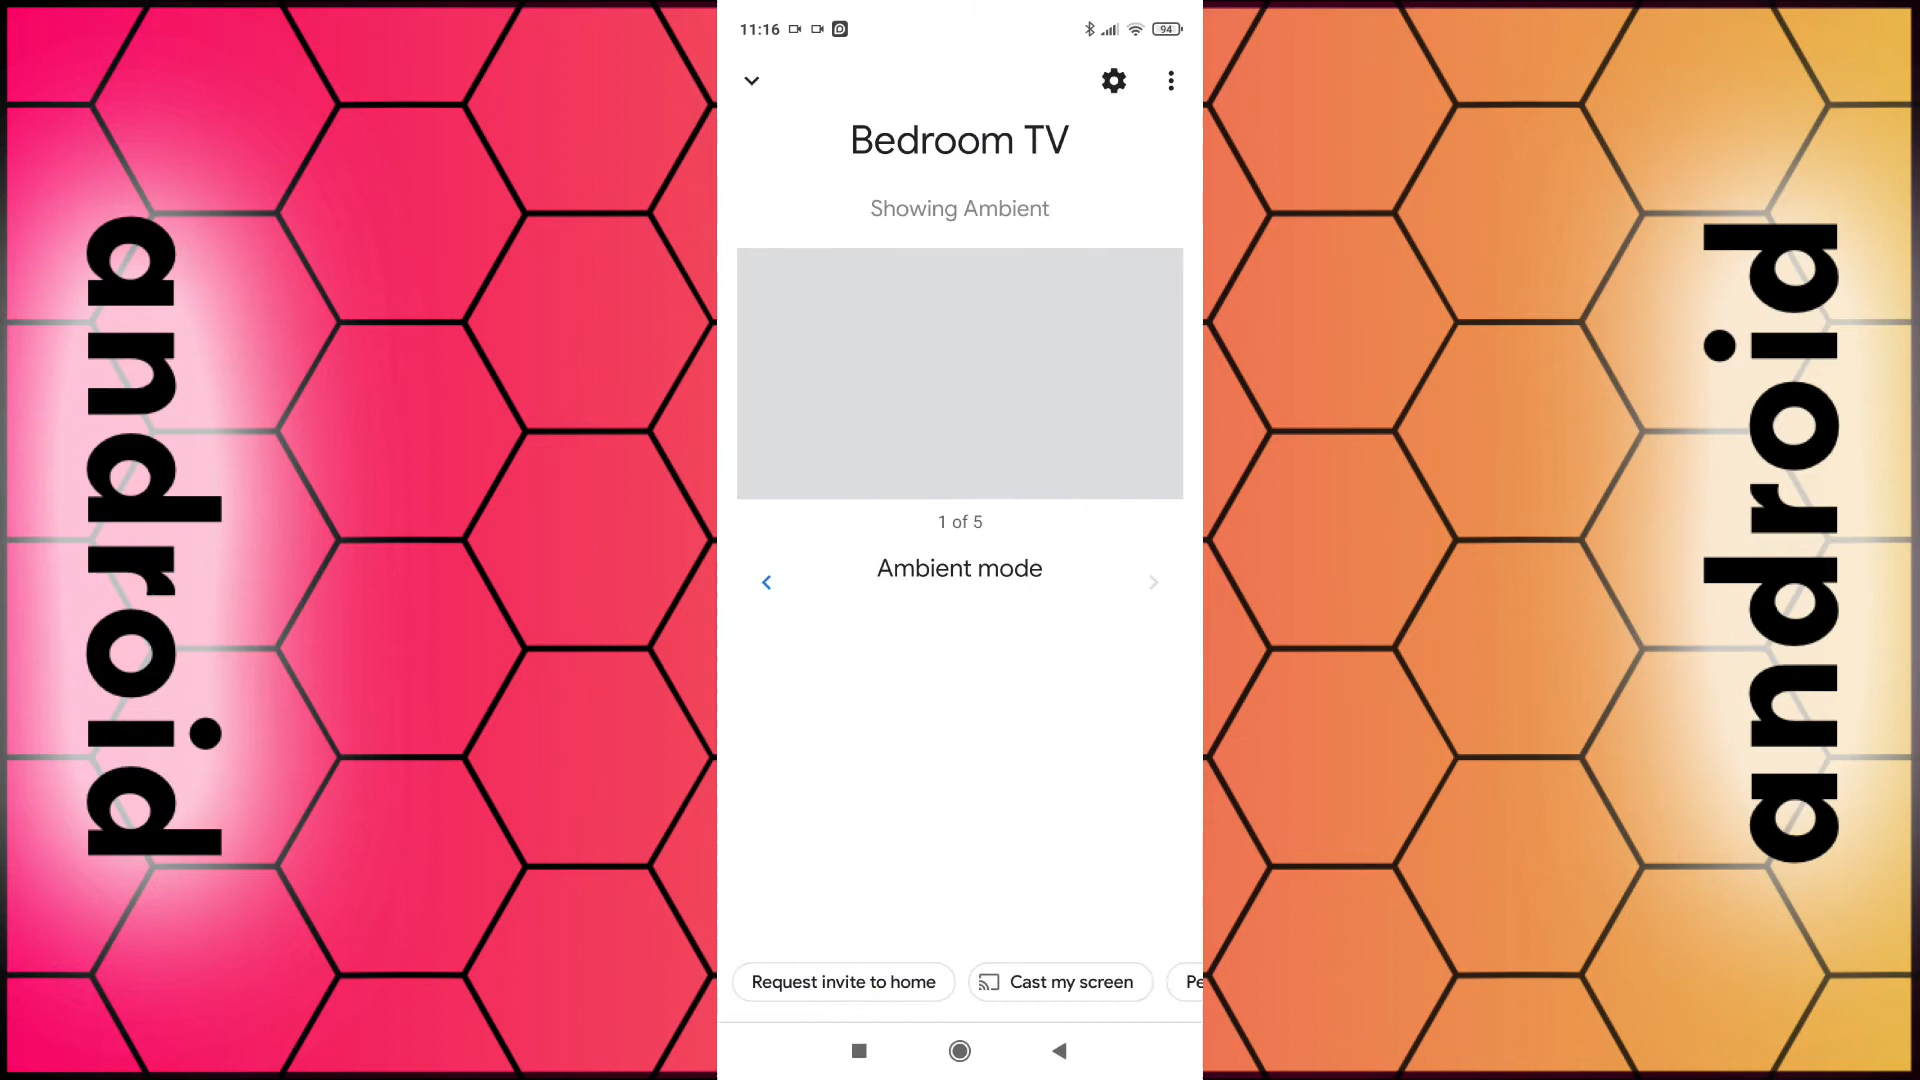 android
11:16
94
Bedroom TV
Showing Ambient
1 of 5
Ambient mode
Request invite to home
Cast my screen
Pe
android